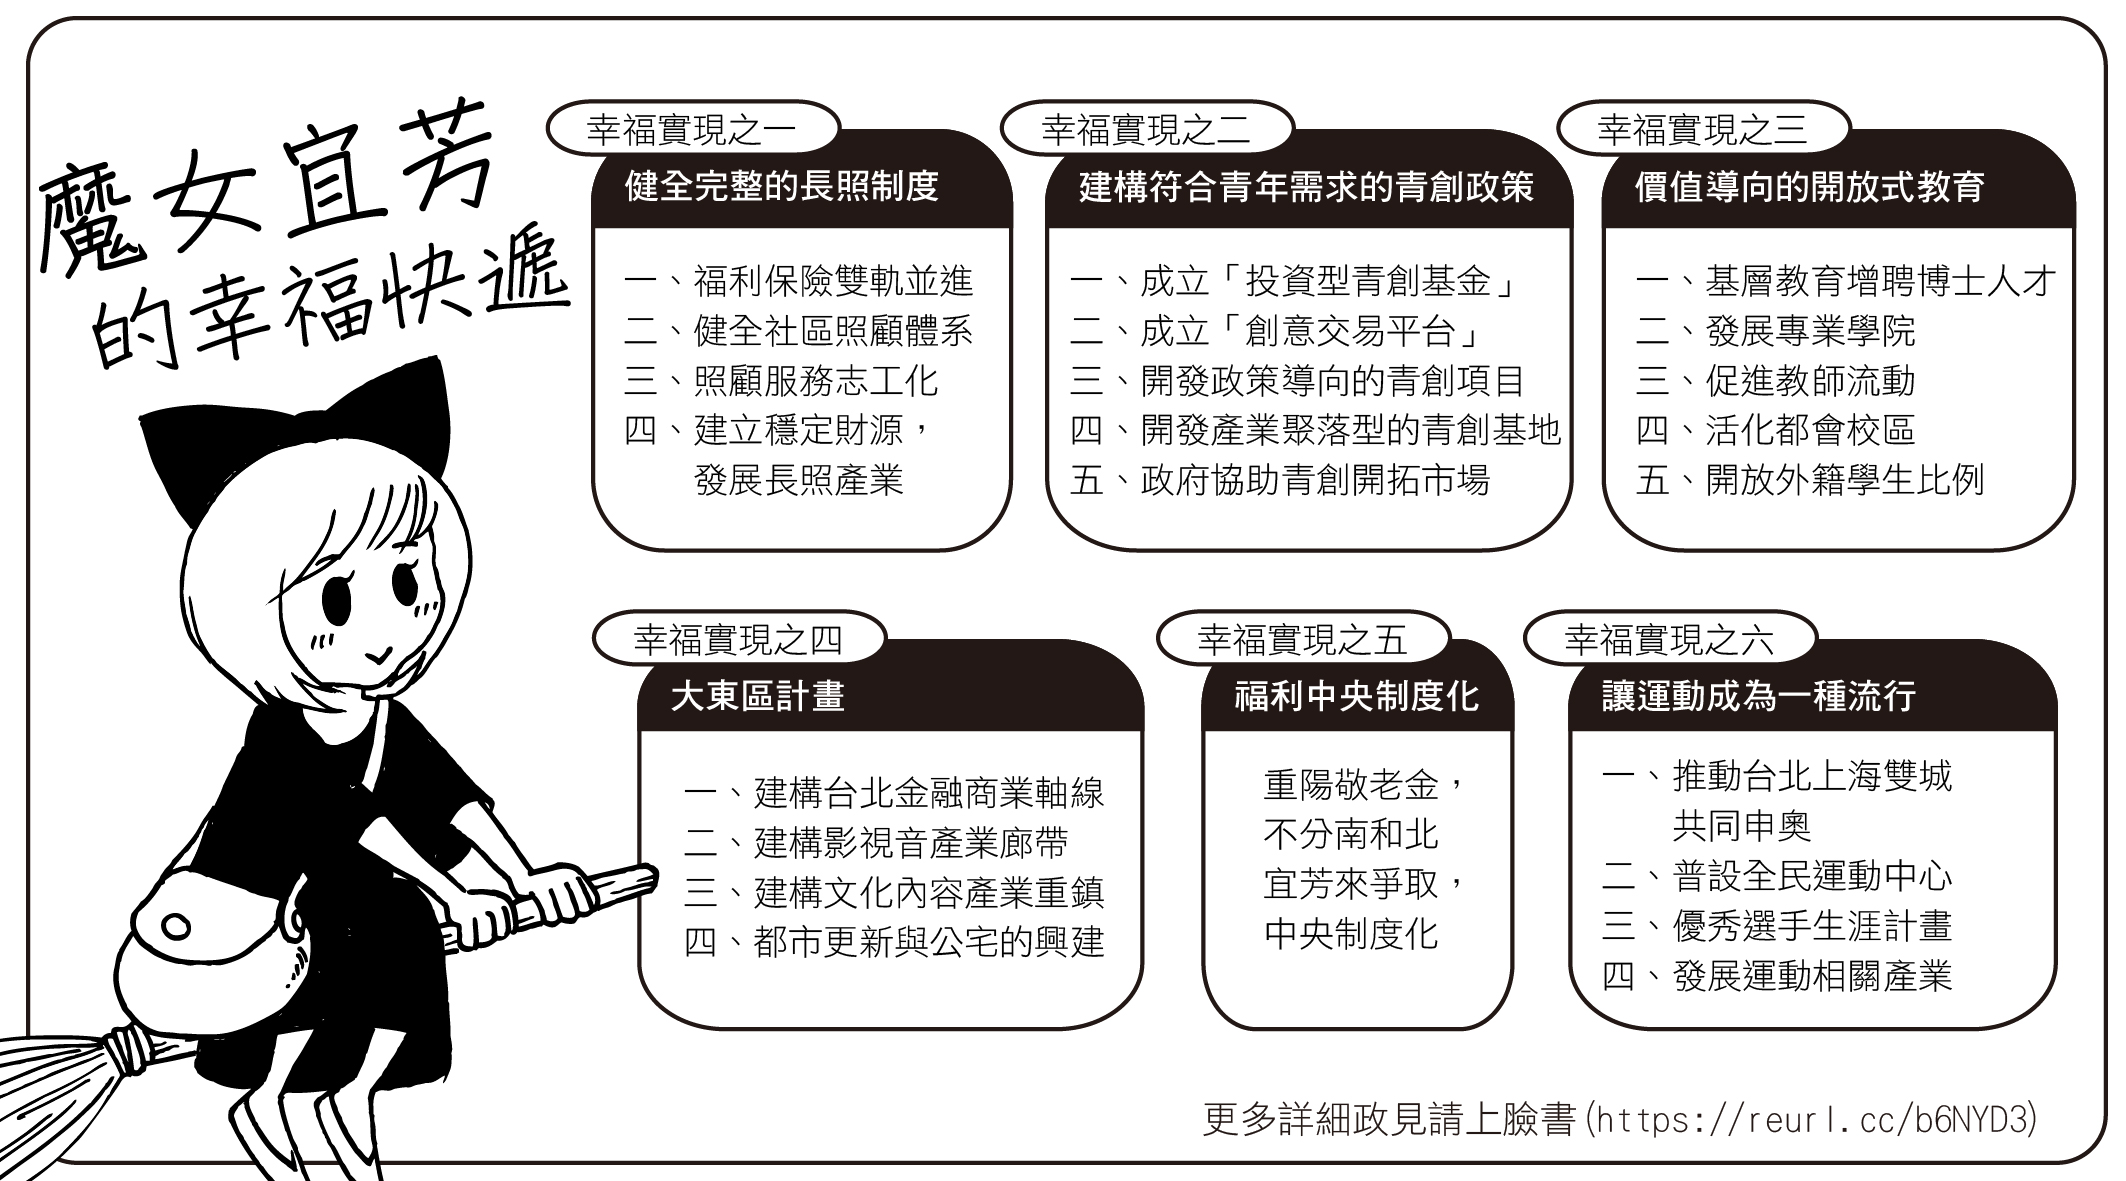 魔女宜芳
的幸福快遞
幸福實現之一
健全完整的長照制度
一、福利保險雙軌並進
二、健全社區照顧體系
三、照顧服務志工化
四、建立穩定財源，
發展長照產業
幸福實現之二
建構符合青年需求的青創政策
一、成立「投資型青創基金」
二、成立「創意交易平台」
三、開發政策導向的青創項目
四、開發產業聚落型的青創基地
五、政府協助青創開拓市場
幸福實現之三
價值導向的開放式教育
一、基層教育增聘博士人才
二、發展專業學院
三、促進教師流動
四、活化都會校區
五、開放外籍學生比例
幸福實現之四
大東區計畫
一、建構台北金融商業軸線
二、建構影視音產業廊帶
三、建構文化內容產業重鎮
四、都市更新與公宅的興建
幸福實現之五
福利中央制度化
重陽敬老金，
不分南和北
宜芳來爭取，
中央制度化
幸福實現之六
讓運動成為一種流行
一、推動台北上海雙城
共同申奧
二、普設全民運動中心
三、優秀選手生涯計畫
四、發展運動相關產業
更多詳細政見請上臉書(https://reurl.cc/b6NYD3)